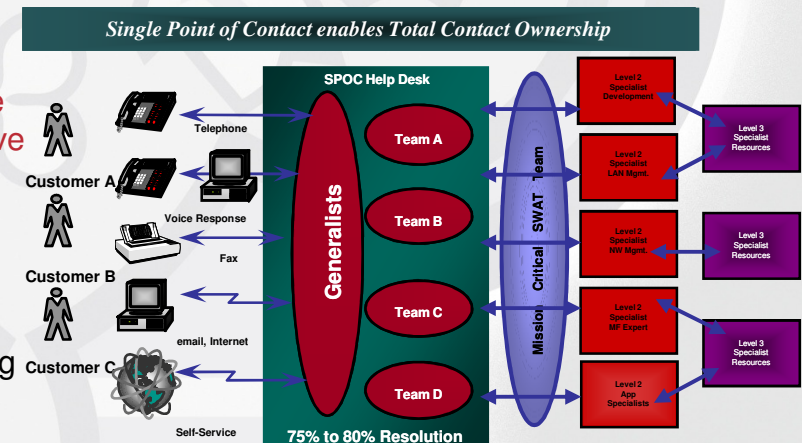 Single Point of Contact enables Total Contact Ownership
ve
g
Customer A
Customer B
Customer C
Telephone
Voice Response
Fax
email, Internet
Self-Service
SPOC Help Desk
Generalists
Team A
Team B
Team C
Team D
75% to 80% Resolution
Mission Critical SWAT Team
Level 2
Specialist
Development
Level 2
Specialist
LAN Mgmt.
Level 2
Specialist
NW Mgmt.
Level 2
Specialist
MF Expert
Level 2
App
Specialists
Level 3
Specialist
Resources
Level 3
Specialist
Resources
Level 3
Specialist
Resources